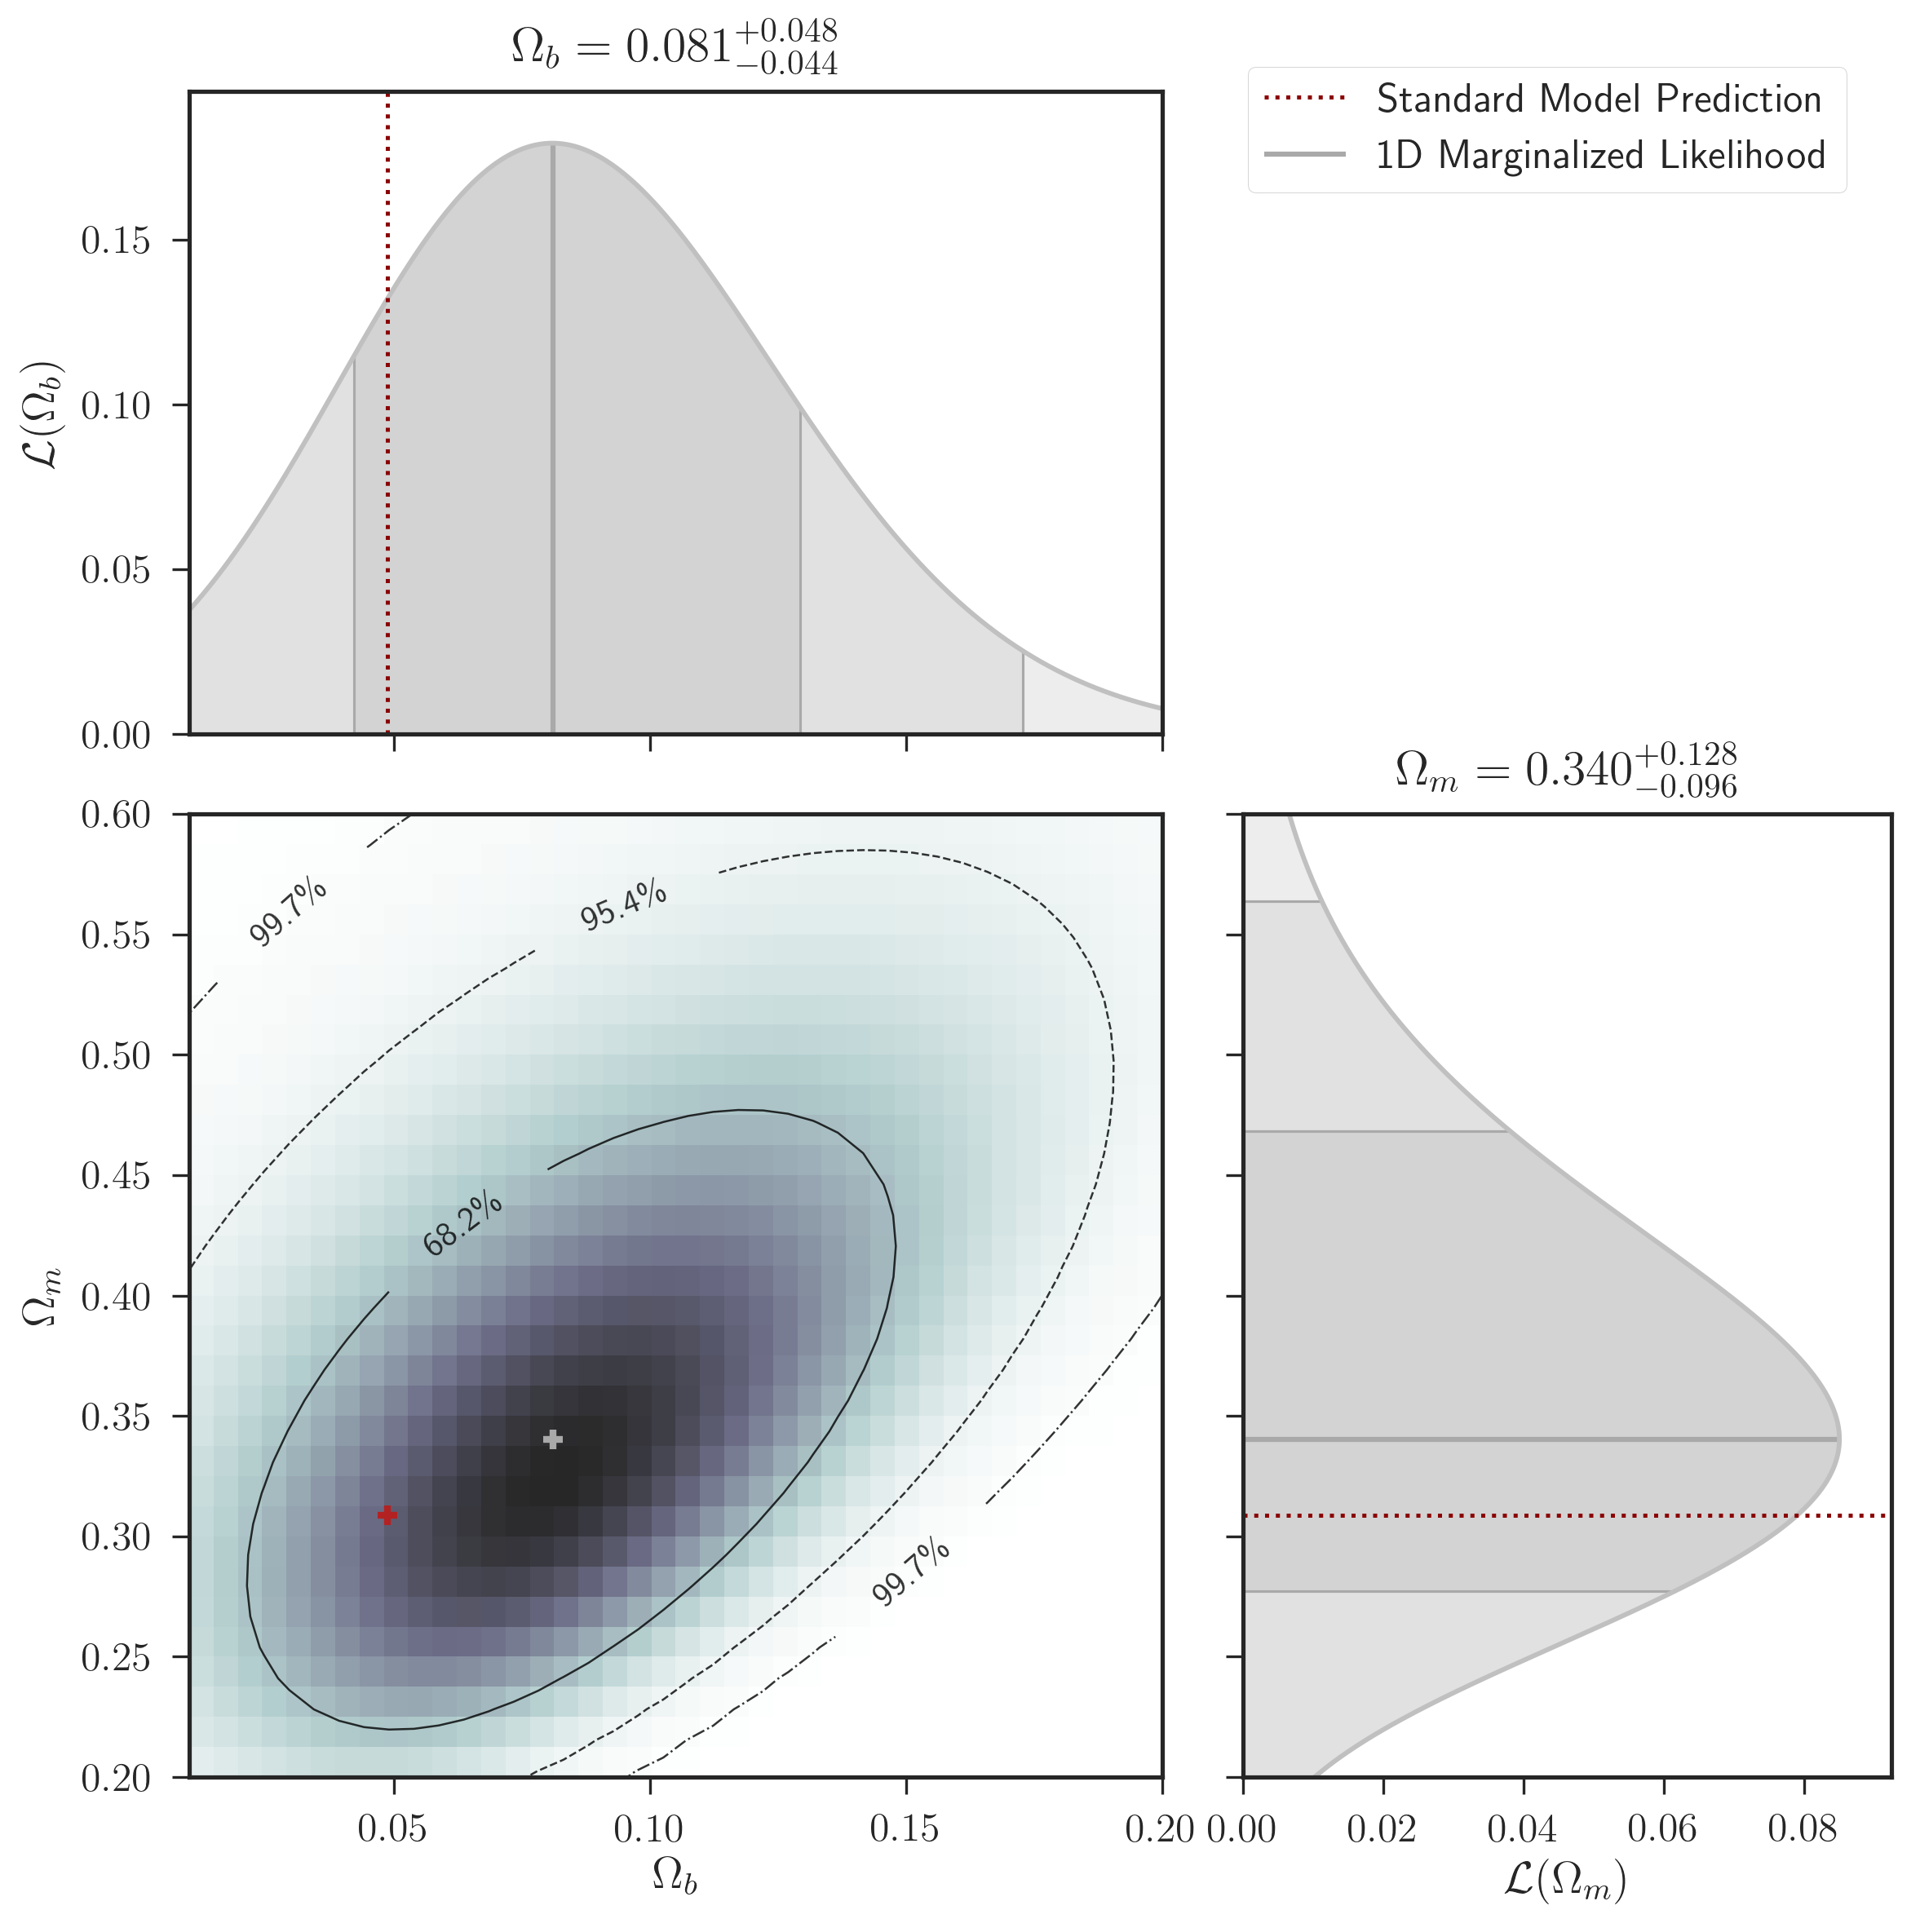 Ω_b = 0.081^{+0.048}_{-0.044}
Standard Model Prediction
1D Marginalized Likelihood
0.15
0.10
0.05
0.00
ℒ(Ω_b)
Ω_m = 0.340^{+0.128}_{-0.096}
0.60
0.55
0.50
0.45
0.40
0.35
0.30
0.25
0.20
Ω_m
99.7%
95.4%
68.2%
99.7%
0.05 0.10 0.15 0.20
Ω_b
0.00 0.02 0.04 0.06 0.08
ℒ(Ω_m)